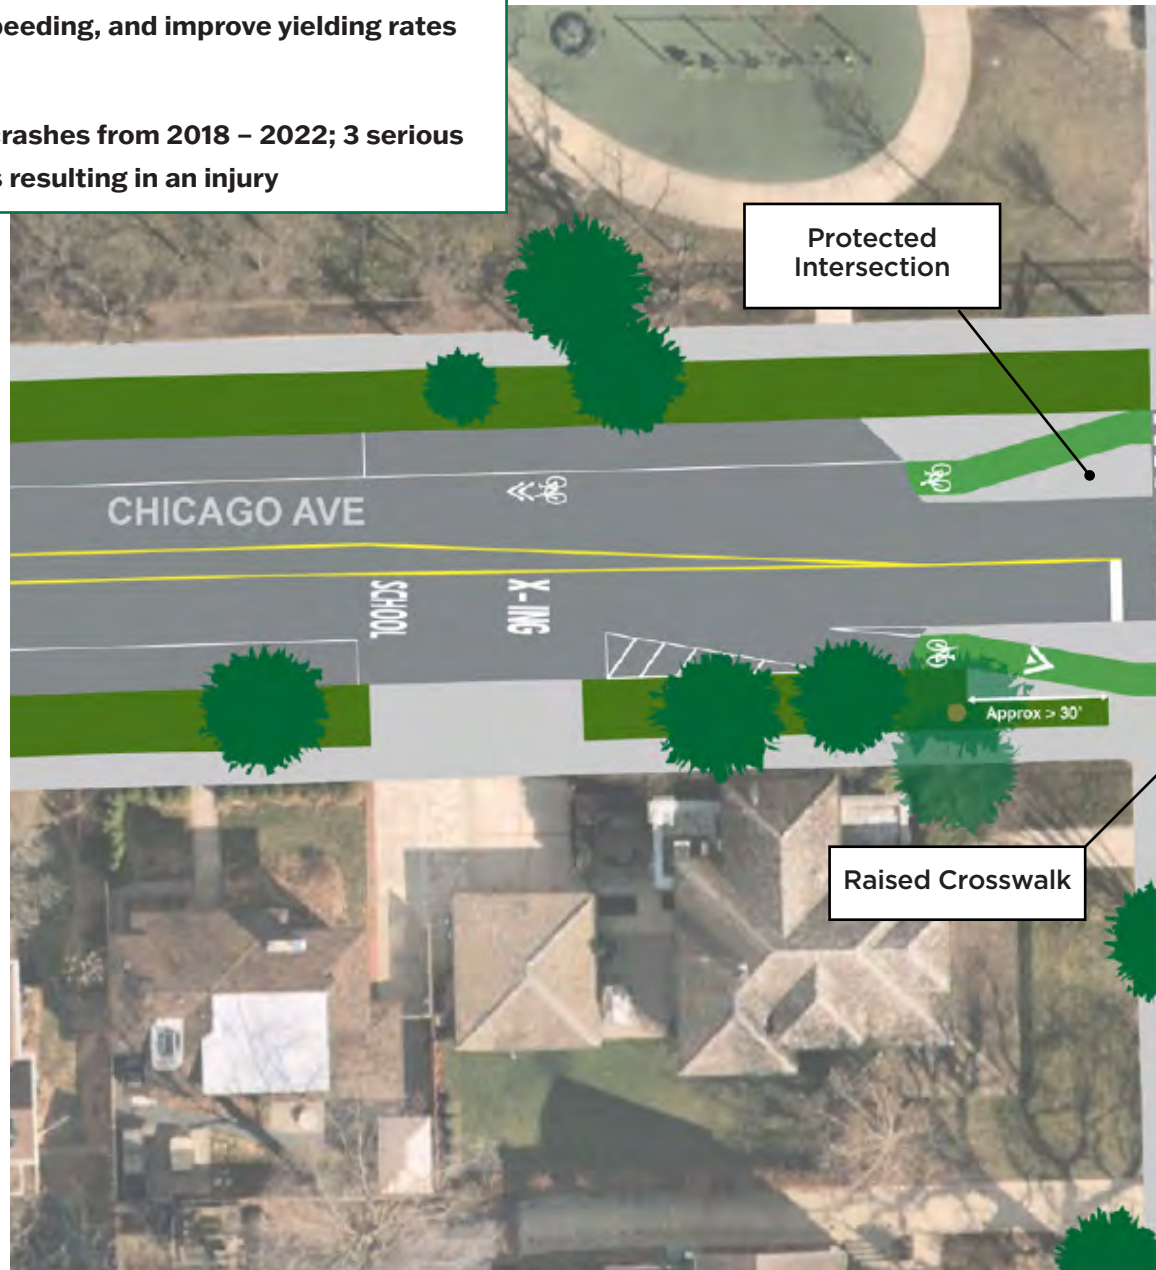 peeding, and improve yielding rates
crashes from 2018 – 2022; 3 serious
s resulting in an injury
Protected
Intersection
CHICAGO AVE
SCHOOL
X-ING
Approx > 30'
Raised Crosswalk